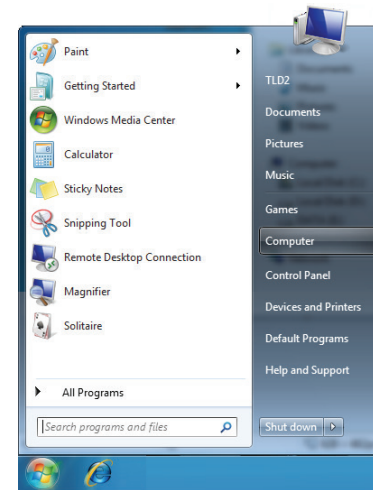 Paint
Getting Started
Windows Media Center
Calculator
Sticky Notes
Snipping Tool
Remote Desktop Connection
Magnifier
Solitaire
All Programs
Search programs and files
TLD2
Documents
Pictures
Music
Games
Computer
Control Panel
Devices and Printers
Default Programs
Help and Support
Shut down